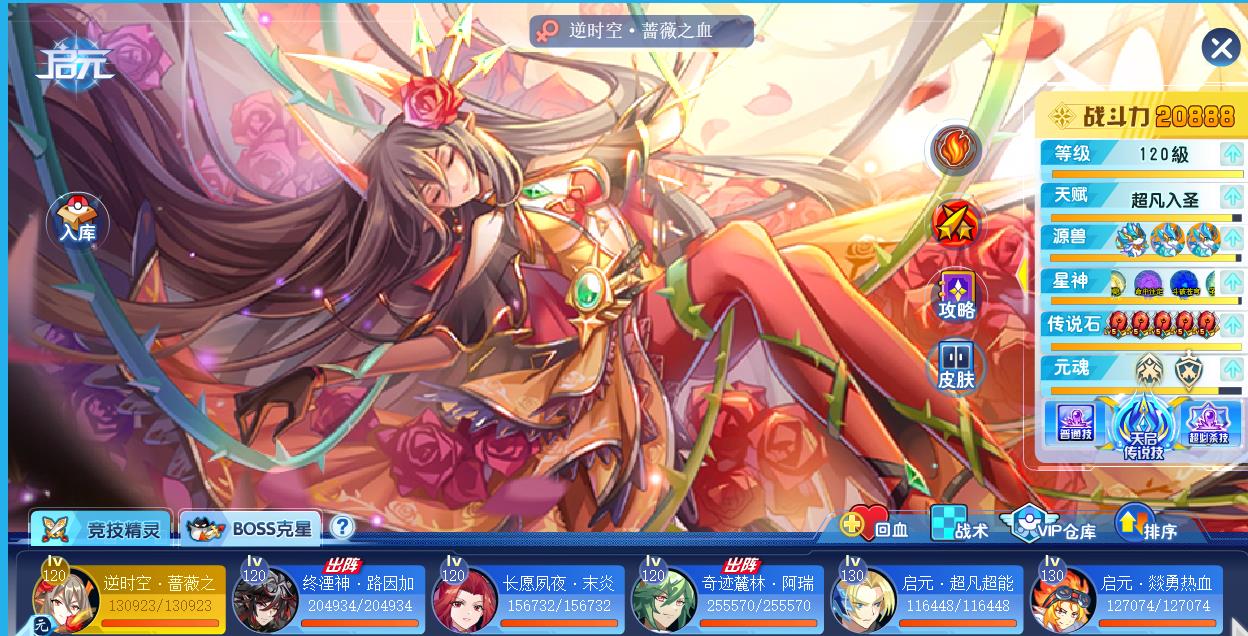 逆时空·蔷薇之血
启元
战斗力 20888
等级 120級
天赋 超凡入圣
源兽
星神
传说石
5 5 5 5 5
元魂
普通技
天启
传说技
超必杀技
入库
攻略
皮肤
竞技精灵
BOSS克星
?
回血
战术
VIP仓库
排序
lv
120
逆时空·蔷薇之
130923/130923
元
lv
120
出阵
终湮神·路因加
204934/204934
lv
120
长愿夙夜·末炎
156732/156732
lv
120
出阵
奇迹麓林·阿瑞
255570/255570
lv
130
启元·超凡超能
116448/116448
lv
130
启元·燚勇热血
127074/127074